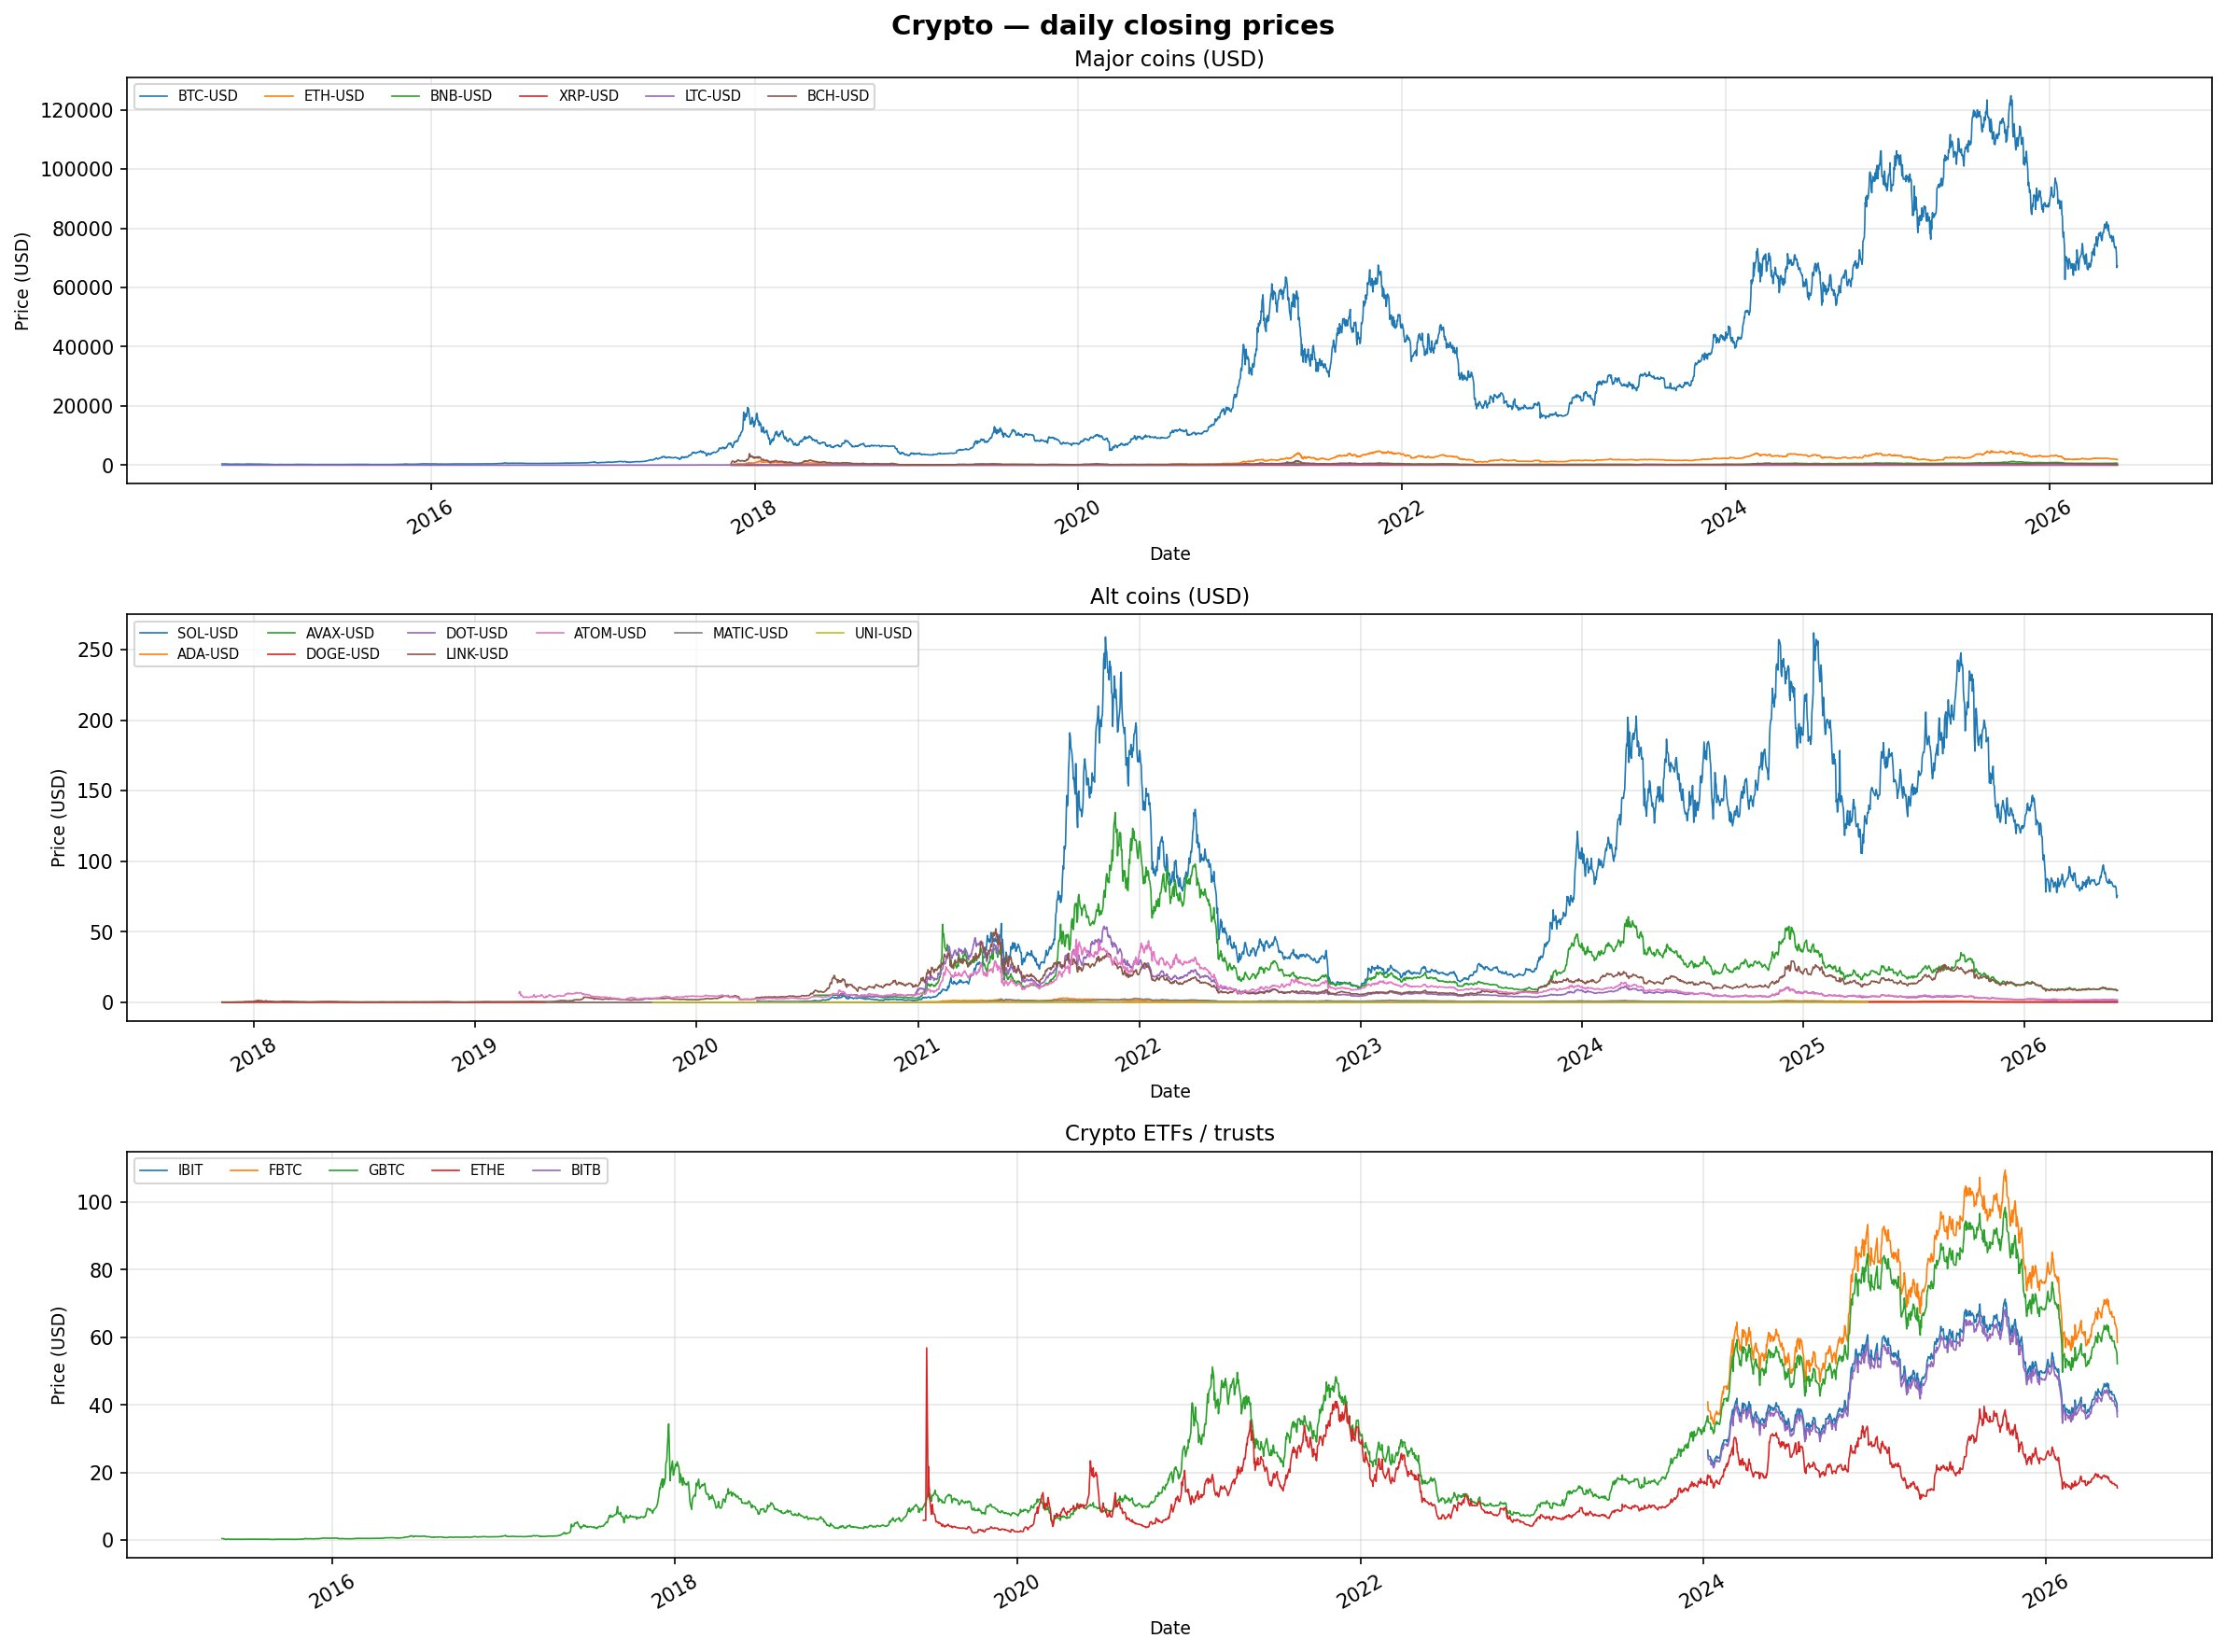 Crypto — daily closing prices
Major coins (USD)
BTC-USD ETH-USD BNB-USD XRP-USD LTC-USD BCH-USD
120000
100000
80000
60000
40000
20000
0
Price (USD)
2016 2018 2020 2022 2024 2026
Date
Alt coins (USD)
SOL-USD AVAX-USD DOT-USD ATOM-USD MATIC-USD UNI-USD
ADA-USD DOGE-USD LINK-USD
250
200
150
100
50
0
Price (USD)
2018 2019 2020 2021 2022 2023 2024 2025 2026
Date
Crypto ETFs / trusts
IBIT FBTC GBTC ETHE BITB
100
80
60
40
20
0
Price (USD)
2016 2018 2020 2022 2024 2026
Date